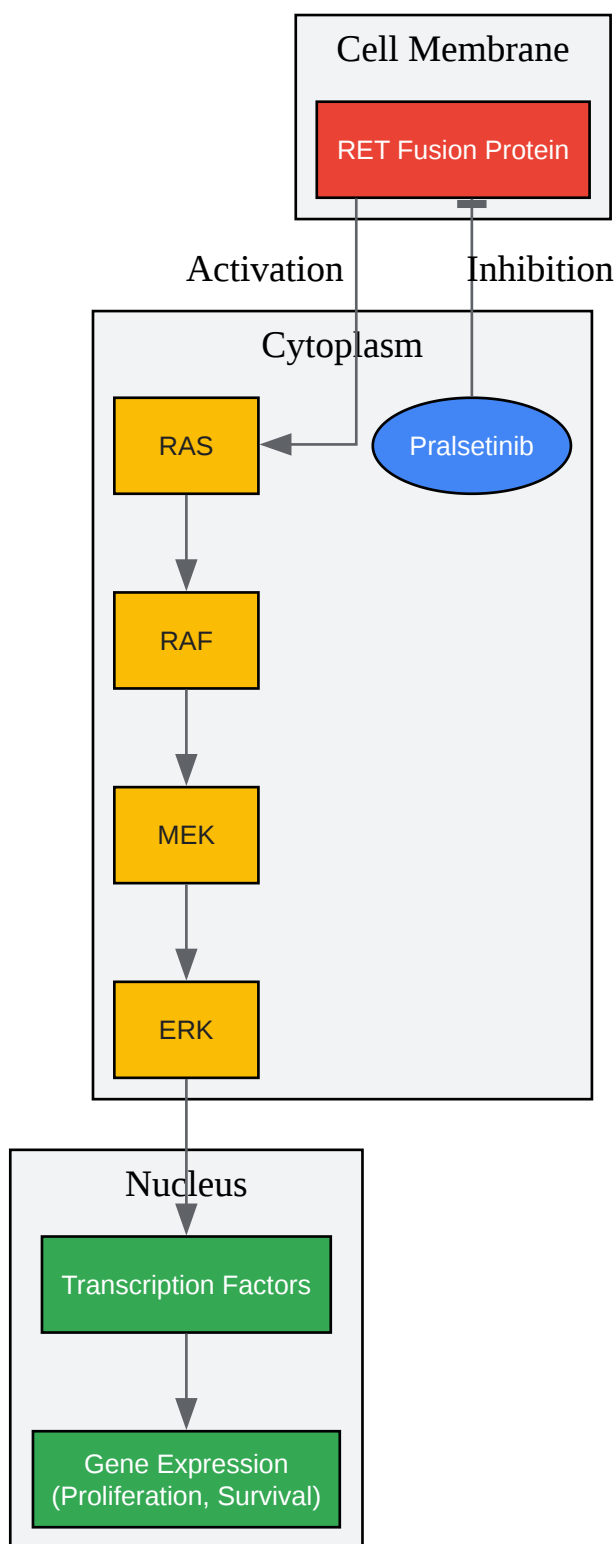 Cell Membrane
RET Fusion Protein
Activation
Inhibition
Cytoplasm
RAS
Pralsetinib
RAF
MEK
ERK
Nucleus
Transcription Factors
Gene Expression
(Proliferation, Survival)